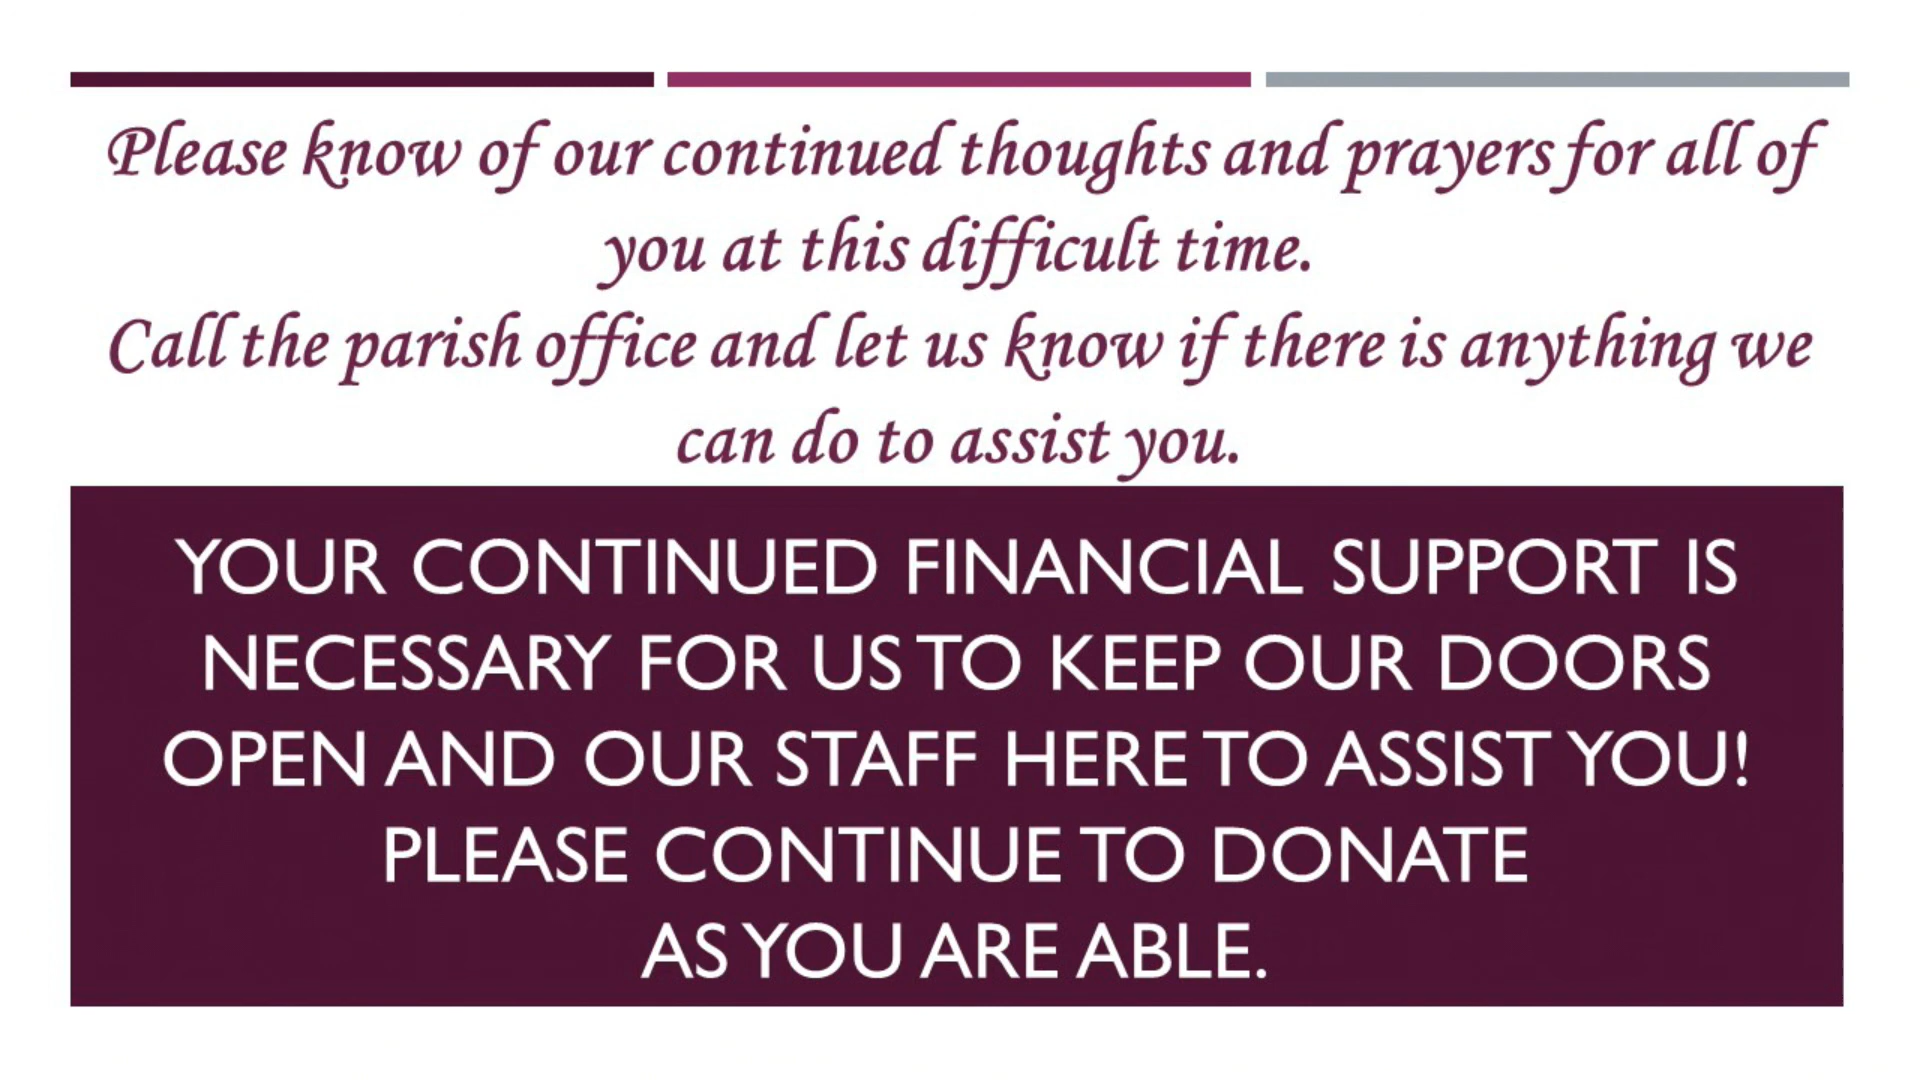 Please know of our continued thoughts and prayers for all of
you at this difficult time.
Call the parish office and let us know if there is anything we
can do to assist you.
YOUR CONTINUED FINANCIAL SUPPORT IS
NECESSARY FOR US TO KEEP OUR DOORS
OPEN AND OUR STAFF HERE TO ASSIST YOU!
PLEASE CONTINUE TO DONATE
AS YOU ARE ABLE.